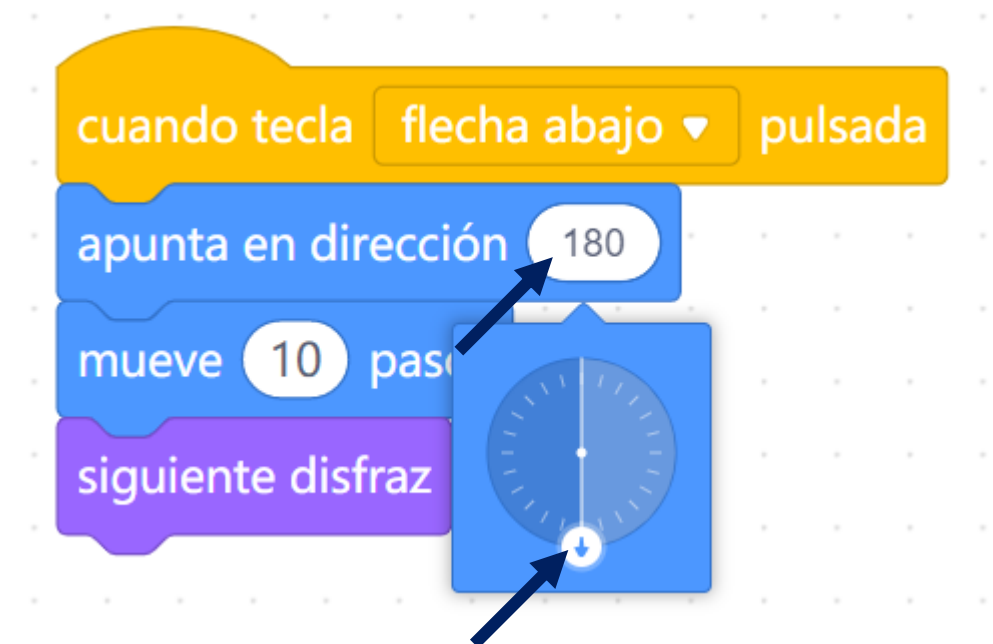 cuando tecla flecha abajo pulsada
apunta en dirección 180
mueve 10
siguiente disfraz